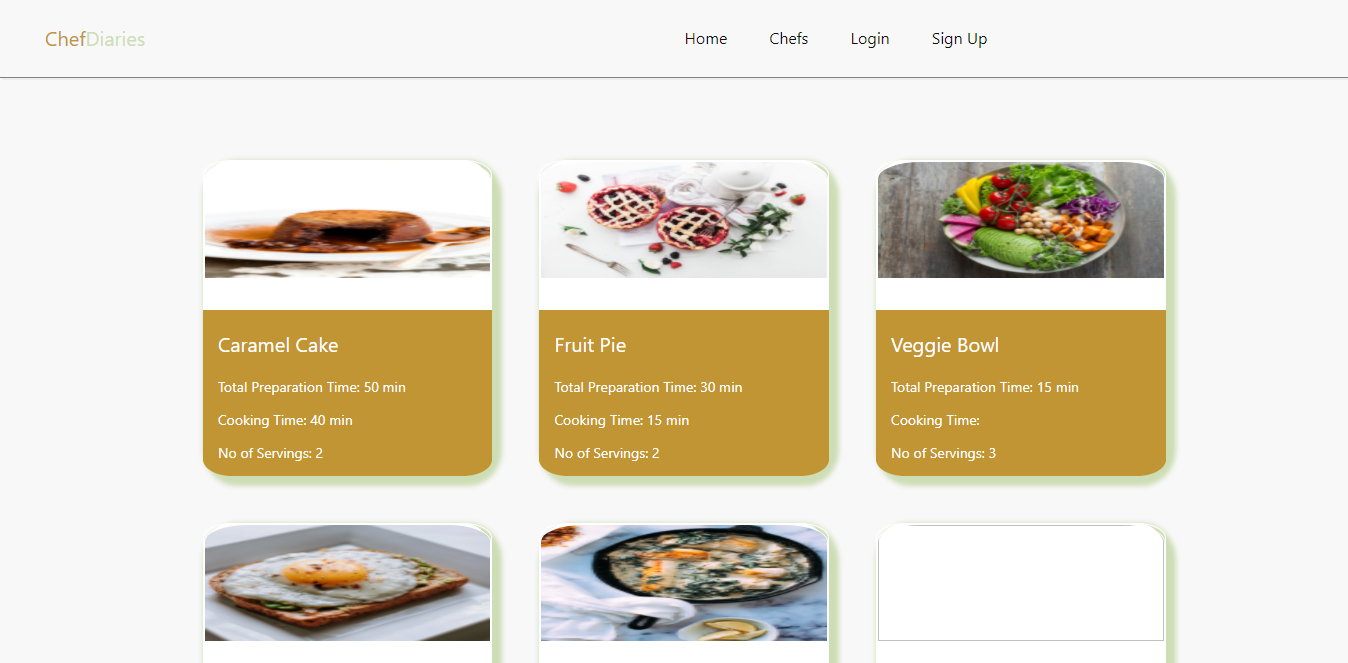 ChefDiaries
Home Chefs Login Sign Up
Caramel Cake
Total Preparation Time: 50 min
Cooking Time: 40 min
No of Servings: 2
Fruit Pie
Total Preparation Time: 30 min
Cooking Time: 15 min
No of Servings: 2
Veggie Bowl
Total Preparation Time: 15 min
Cooking Time:
No of Servings: 3